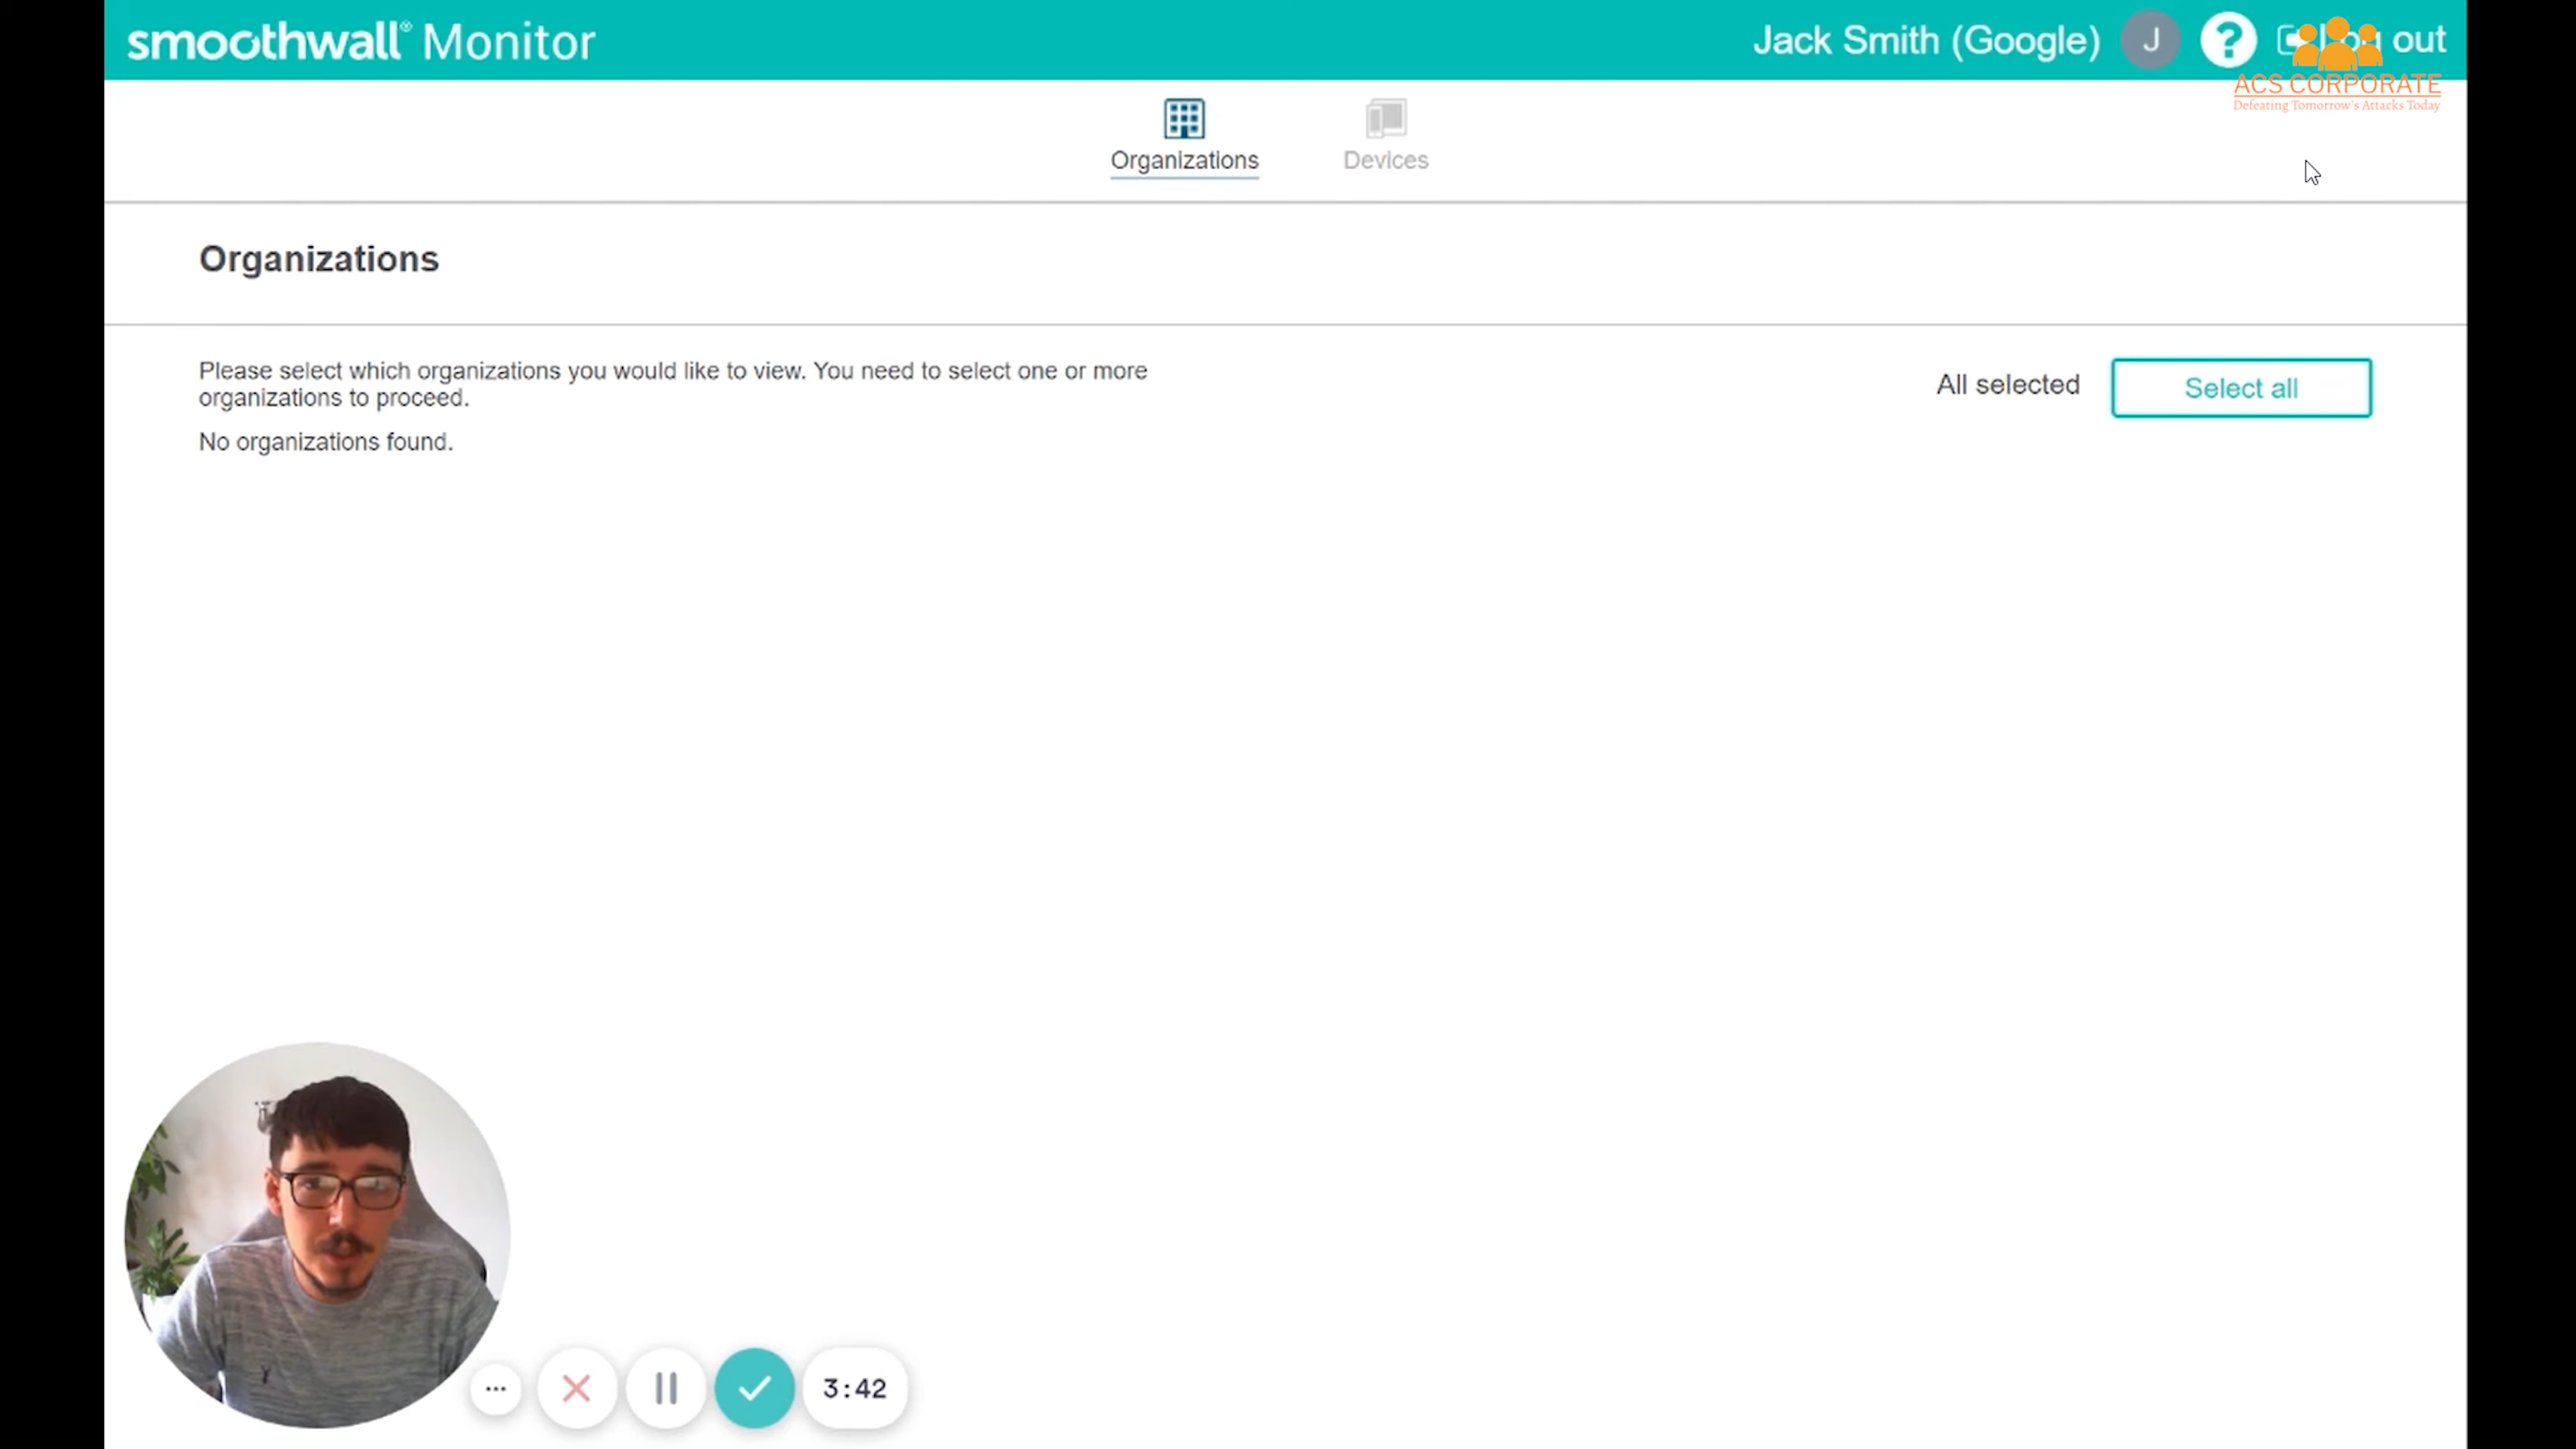 smoothwall® Monitor
Jack Smith (Google)
J
?
Log out
ACS CORPORATE
Defeating Tomorrow's Attacks Today
Organizations
Devices
Organizations
Please select which organizations you would like to view. You need to select one or more
organizations to proceed.
No organizations found.
All selected
Select all
3:42